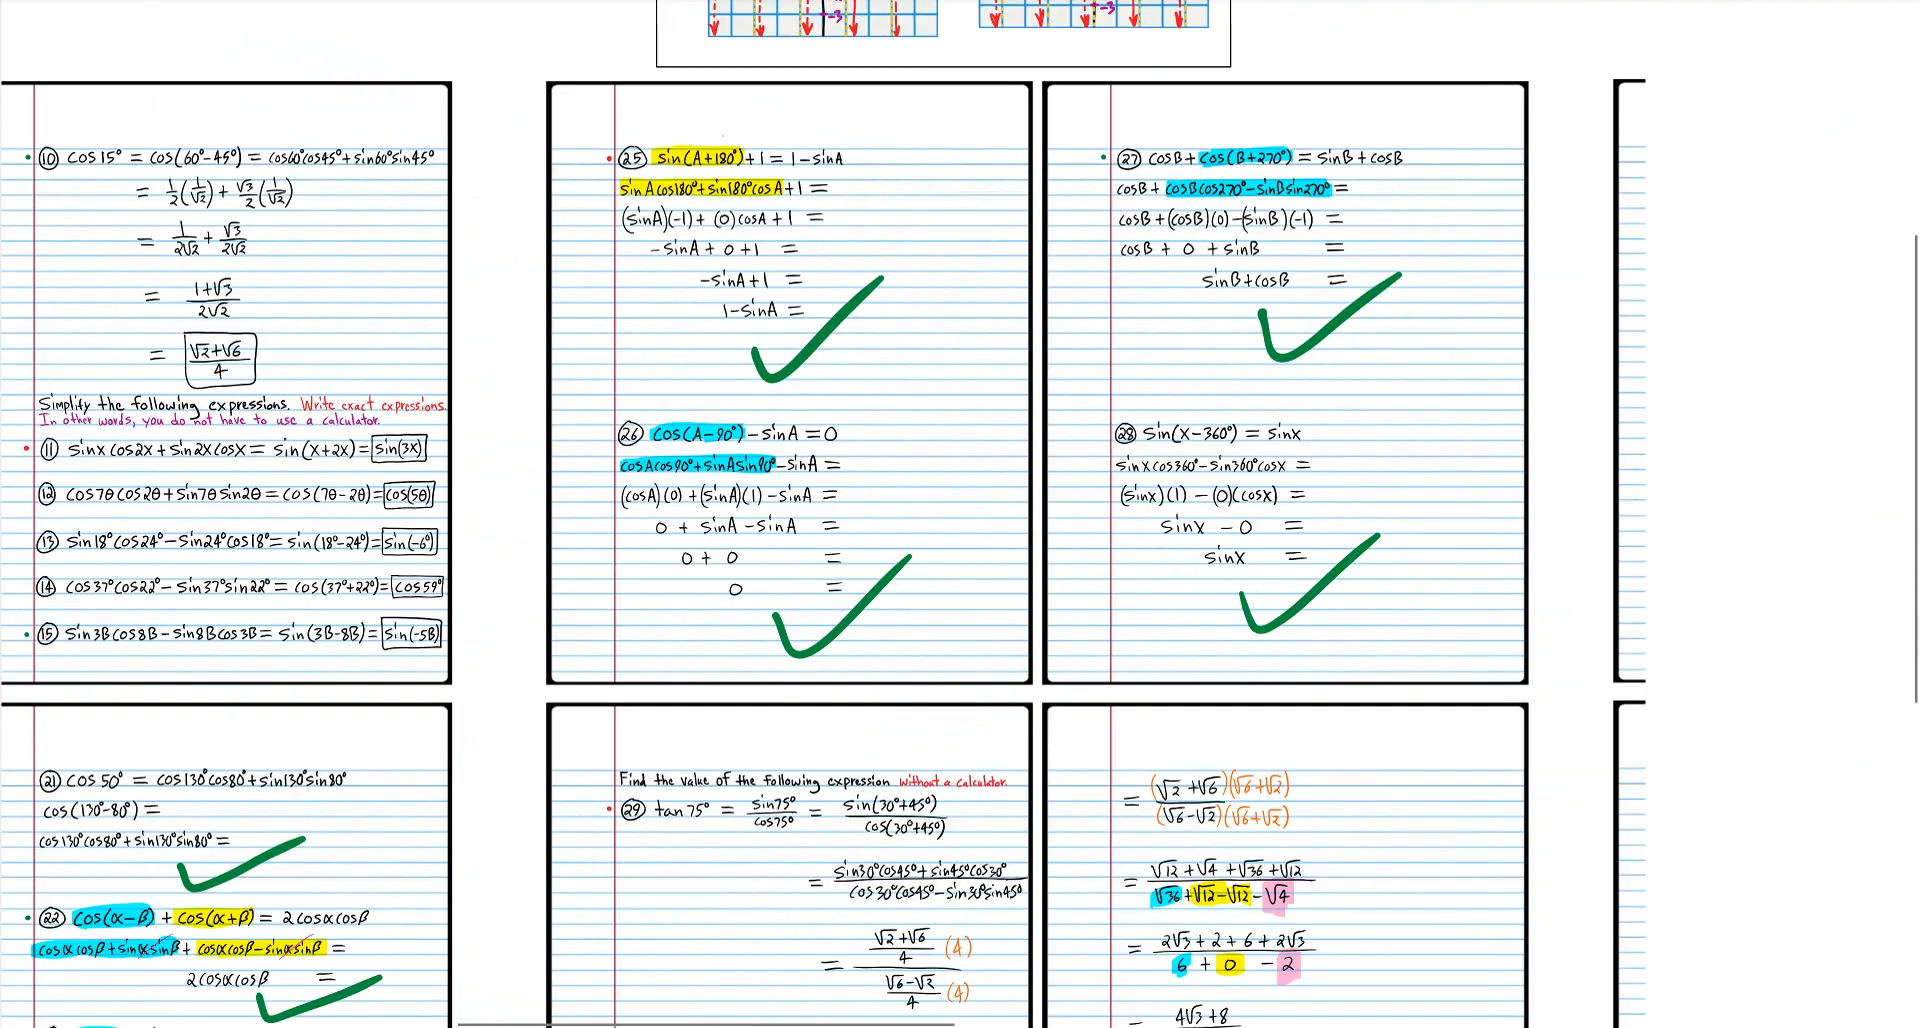 -3
-3
⑩ cos15° = cos(60°-45°) = cos60°cos45°+sin60°sin45°
= 1/2(1/√2) + √3/2(1/√2)
= 1/2√2 + √3/2√2
= 1+√3/2√2
= √2+√6/4
Simplify the following expressions. Write exact expressions.
In other words, you do not have to use a calculator.
⑪ sinx cos2x + sin2x cosx = sin(x+2x) = sin(3x)
⑫ cos7θ cos2θ + sin7θ sin2θ = cos(7θ-2θ) = cos(5θ)
⑬ sin18°cos24° - sin24°cos18° = sin(18°-24°) = sin(-6°)
⑭ cos37°cos22° - sin37°sin22° = cos(37°+22°) = cos59°
⑮ sin3Bcos8B - sin8Bcos3B = sin(3B-8B) = sin(-5B)
㉕ sin(A+180°)+1 = 1-sinA
sinAcos180°+sin180°cosA+1 =
(sinA)(-1) + (0)cosA+1 =
-sinA + 0 +1 =
-sinA+1 =
1-sinA =
㉖ cos(A-90°)-sinA = 0
cosAcos90°+sinAsin90°-sinA =
(cosA)(0) + (sinA)(1) - sinA =
0 + sinA - sinA =
0 + 0 =
0 =
㉗ cosB + cos(B+270°) = sinB + cosB
cosB + cosBcos270°-sinBsin270° =
cosB + (cosB)(0) - (sinB)(-1) =
cosB + 0 + sinB =
sinB+cosB =
㉘ sin(x-360°) = sinx
sinxcos360°-sin360°cosx =
(sinx)(1) - (0)(cosx) =
sinx - 0 =
sinx =
㉑ cos50° = cos130°cos80°+sin130°sin80°
cos(130°-80°) =
cos130°cos80°+sin130°sin80° =
㉒ cos(α-β) + cos(α+β) = 2cosαcosβ
cosαcosβ+sinαsinβ + cosαcosβ-sinαsinβ =
2cosαcosβ =
Find the value of the following expression without a calculator.
㉙ tan75° = sin75°/cos75° = sin(30°+45°)/cos(30°+45°)
= sin30°cos45°+sin45°cos30°/cos30°cos45°-sin30°sin45°
= √2+√6/4 (4)/√6-√2/4 (4)
= (√2+√6)(√6+√2)/(√6-√2)(√6+√2)
= √12+√4+√36+√12/√36+√12-√12-√4
= 2√3+2+6+2√3/6+0-2
= 4√3+8